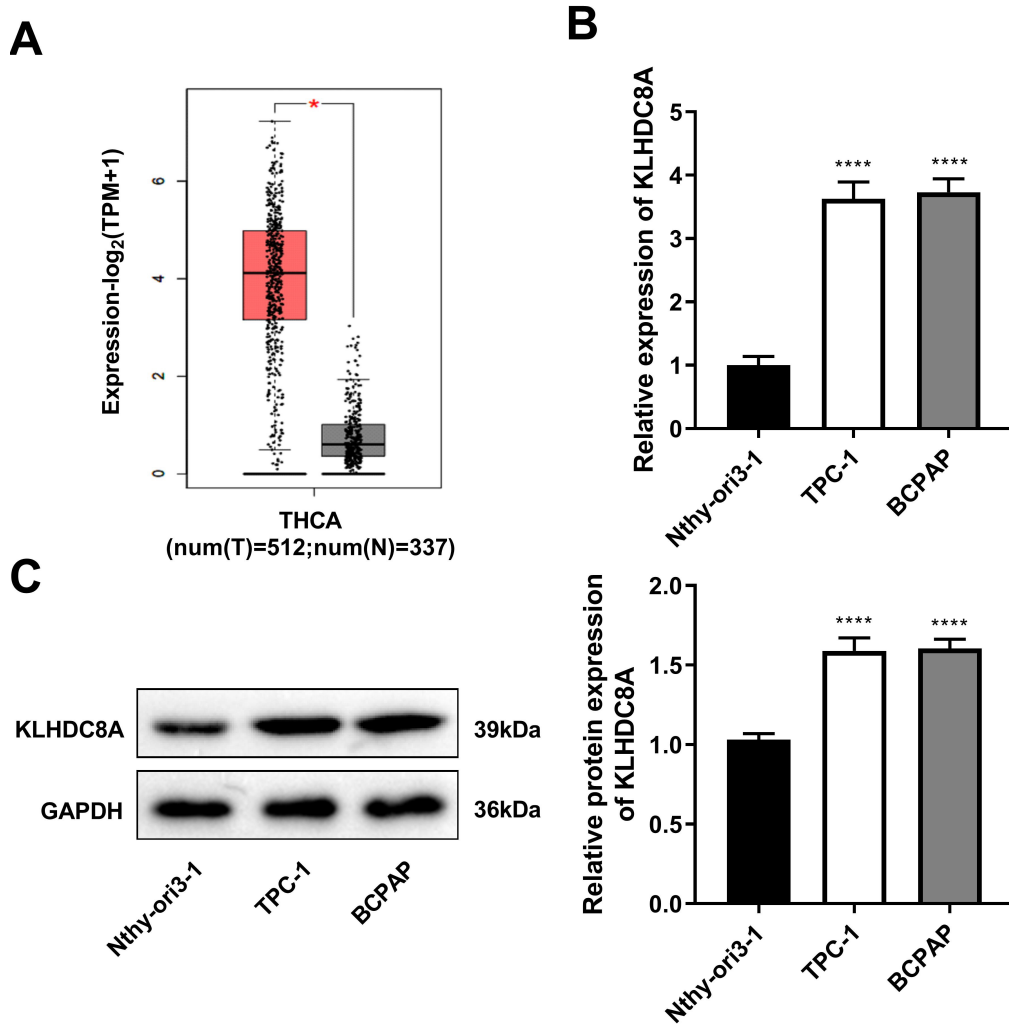 A
*
Expression-log2(TPM+1)
6
4
2
0
THCA
(num(T)=512;num(N)=337)
B
Relative expression of KLHDC8A
5
4
3
2
1
0
****
****
Nthy-ori3-1
TPC-1
BCPAP
C
KLHDC8A
39kDa
GAPDH
36kDa
Nthy-ori3-1
TPC-1
BCPAP
Relative protein expression
of KLHDC8A
2.0
1.5
1.0
0.5
0.0
****
****
Nthy-ori3-1
TPC-1
BCPAP